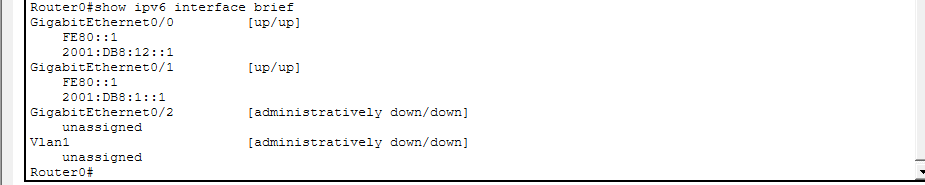 Router0#show ipv6 interface brief
GigabitEthernet0/0 [up/up]
FE80::1
2001:DB8:12::1
GigabitEthernet0/1 [up/up]
FE80::1
2001:DB8:1::1
GigabitEthernet0/2 [administratively down/down]
unassigned
Vlan1 [administratively down/down]
unassigned
Router0#